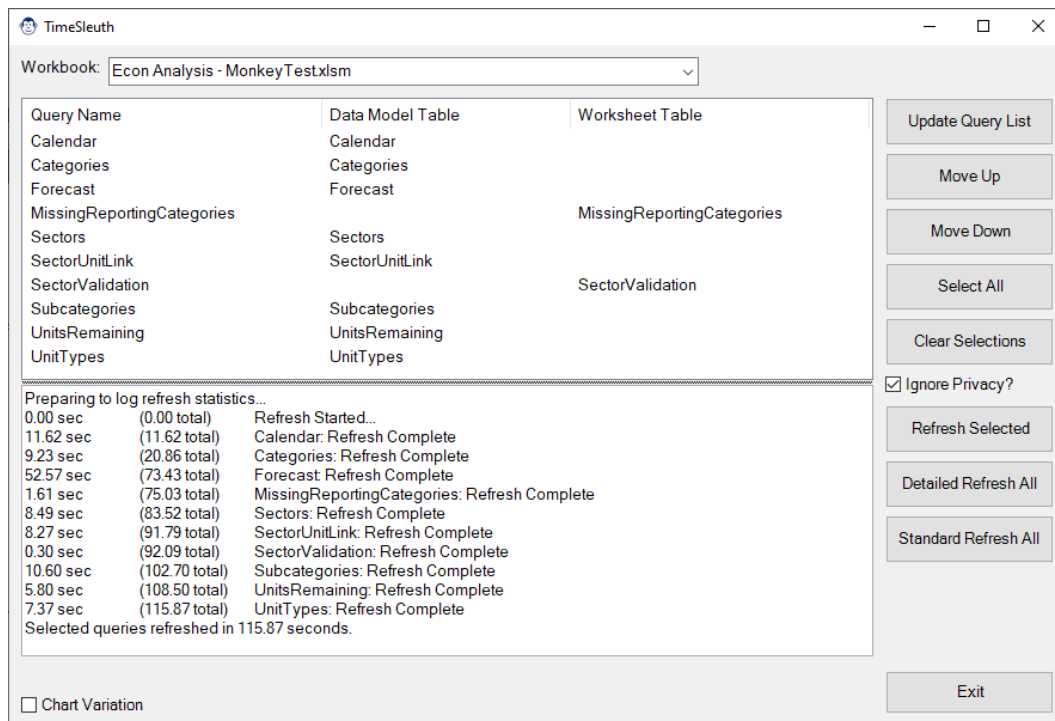 TimeSleuth
Workbook: Econ Analysis - MonkeyTest.xlsm
Query Name Data Model Table Worksheet Table
Calendar Calendar
Categories Categories
Forecast Forecast
MissingReportingCategories MissingReportingCategories
Sectors Sectors
SectorUnitLink SectorUnitLink
SectorValidation SectorValidation
Subcategories Subcategories
UnitsRemaining UnitsRemaining
UnitTypes UnitTypes
Update Query List
Move Up
Move Down
Select All
Clear Selections
Ignore Privacy?
Refresh Selected
Detailed Refresh All
Standard Refresh All
Preparing to log refresh statistics...
0.00 sec (0.00 total) Refresh Started...
11.62 sec (11.62 total) Calendar: Refresh Complete
9.23 sec (20.86 total) Categories: Refresh Complete
52.57 sec (73.43 total) Forecast: Refresh Complete
1.61 sec (75.03 total) MissingReportingCategories: Refresh Complete
8.49 sec (83.52 total) Sectors: Refresh Complete
8.27 sec (91.79 total) SectorUnitLink: Refresh Complete
0.30 sec (92.09 total) SectorValidation: Refresh Complete
10.60 sec (102.70 total) Subcategories: Refresh Complete
5.80 sec (108.50 total) UnitsRemaining: Refresh Complete
7.37 sec (115.87 total) UnitTypes: Refresh Complete
Selected queries refreshed in 115.87 seconds.
Chart Variation
Exit